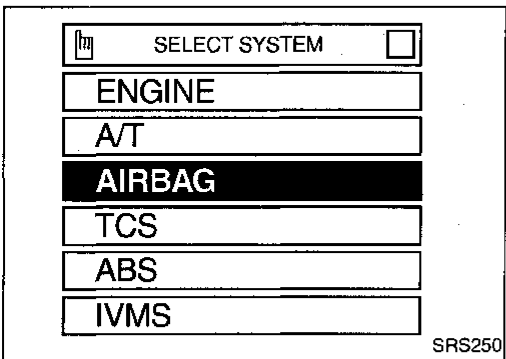 SELECT SYSTEM
ENGINE
A/T
AIRBAG
TCS
ABS
IVMS
SRS250